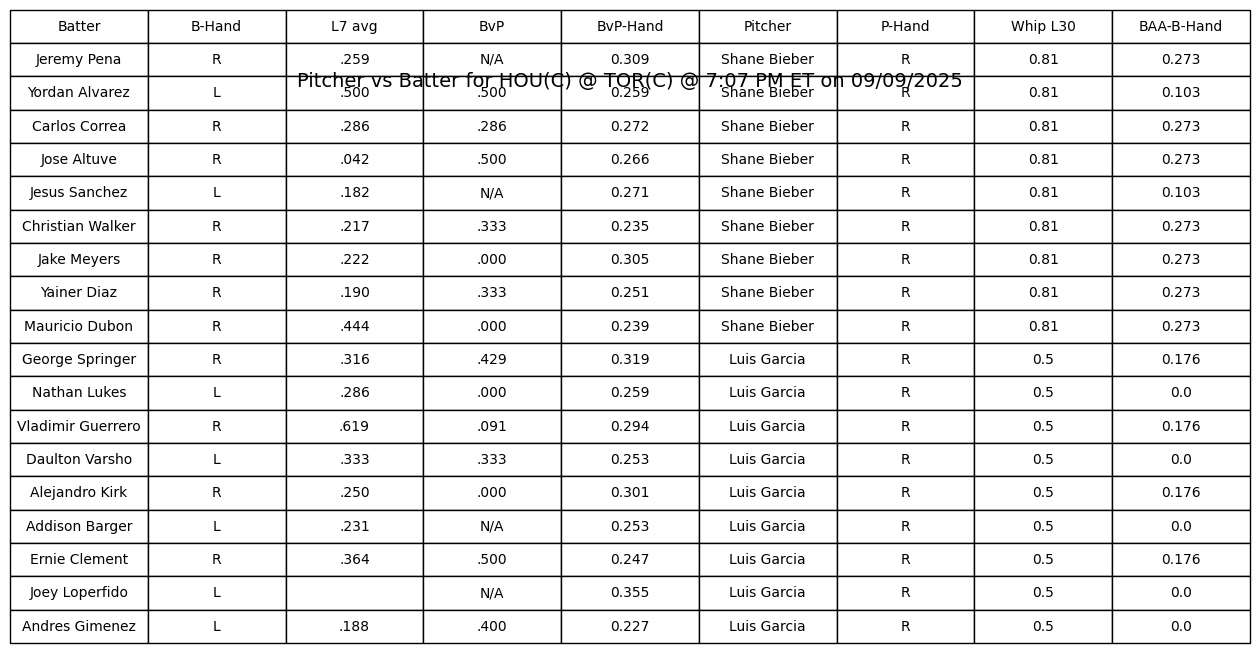 Batter B-Hand L7 avg BvP BvP-Hand Pitcher P-Hand Whip L30 BAA-B-Hand
Jeremy Pena R .259 N/A 0.309 Shane Bieber R 0.81 0.273
Pitcher vs Batter for HOU(C) @ TOR(C) @ 7:07 PM ET on 09/09/2025
Yordan Alvarez L .500 .500 0.259 Shane Bieber R 0.81 0.103
Carlos Correa R .286 .286 0.272 Shane Bieber R 0.81 0.273
Jose Altuve R .042 .500 0.266 Shane Bieber R 0.81 0.273
Jesus Sanchez L .182 N/A 0.271 Shane Bieber R 0.81 0.103
Christian Walker R .217 .333 0.235 Shane Bieber R 0.81 0.273
Jake Meyers R .222 .000 0.305 Shane Bieber R 0.81 0.273
Yainer Diaz R .190 .333 0.251 Shane Bieber R 0.81 0.273
Mauricio Dubon R .444 .000 0.239 Shane Bieber R 0.81 0.273
George Springer R .316 .429 0.319 Luis Garcia R 0.5 0.176
Nathan Lukes L .286 .000 0.259 Luis Garcia R 0.5 0.0
Vladimir Guerrero R .619 .091 0.294 Luis Garcia R 0.5 0.176
Daulton Varsho L .333 .333 0.253 Luis Garcia R 0.5 0.0
Alejandro Kirk R .250 .000 0.301 Luis Garcia R 0.5 0.176
Addison Barger L .231 N/A 0.253 Luis Garcia R 0.5 0.0
Ernie Clement R .364 .500 0.247 Luis Garcia R 0.5 0.176
Joey Loperfido L N/A 0.355 Luis Garcia R 0.5 0.0
Andres Gimenez L .188 .400 0.227 Luis Garcia R 0.5 0.0